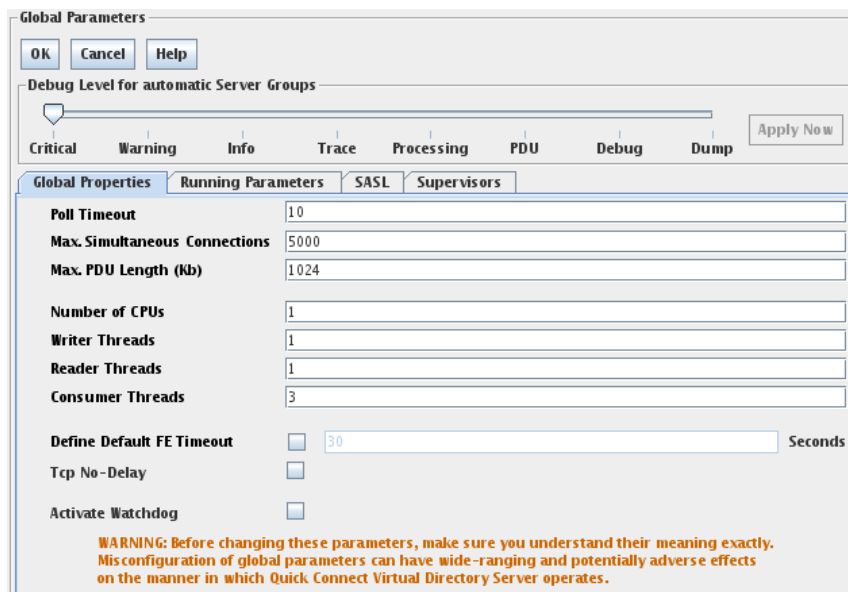 Global Parameters
OK Cancel Help
Debug Level for automatic Server Groups
Critical Warning Info Trace Processing PDU Debug Dump Apply Now
Global Properties Running Parameters SASL Supervisors
Poll Timeout 10
Max. Simultaneous Connections 5000
Max. PDU Length (Kb) 1024
Number of CPUs 1
Writer Threads 1
Reader Threads 1
Consumer Threads 3
Define Default FE Timeout 30 Seconds
Tcp No-Delay
Activate Watchdog
WARNING: Before changing these parameters, make sure you understand their meaning exactly.
Misconfiguration of global parameters can have wide-ranging and potentially adverse effects
on the manner in which Quick Connect Virtual Directory Server operates.